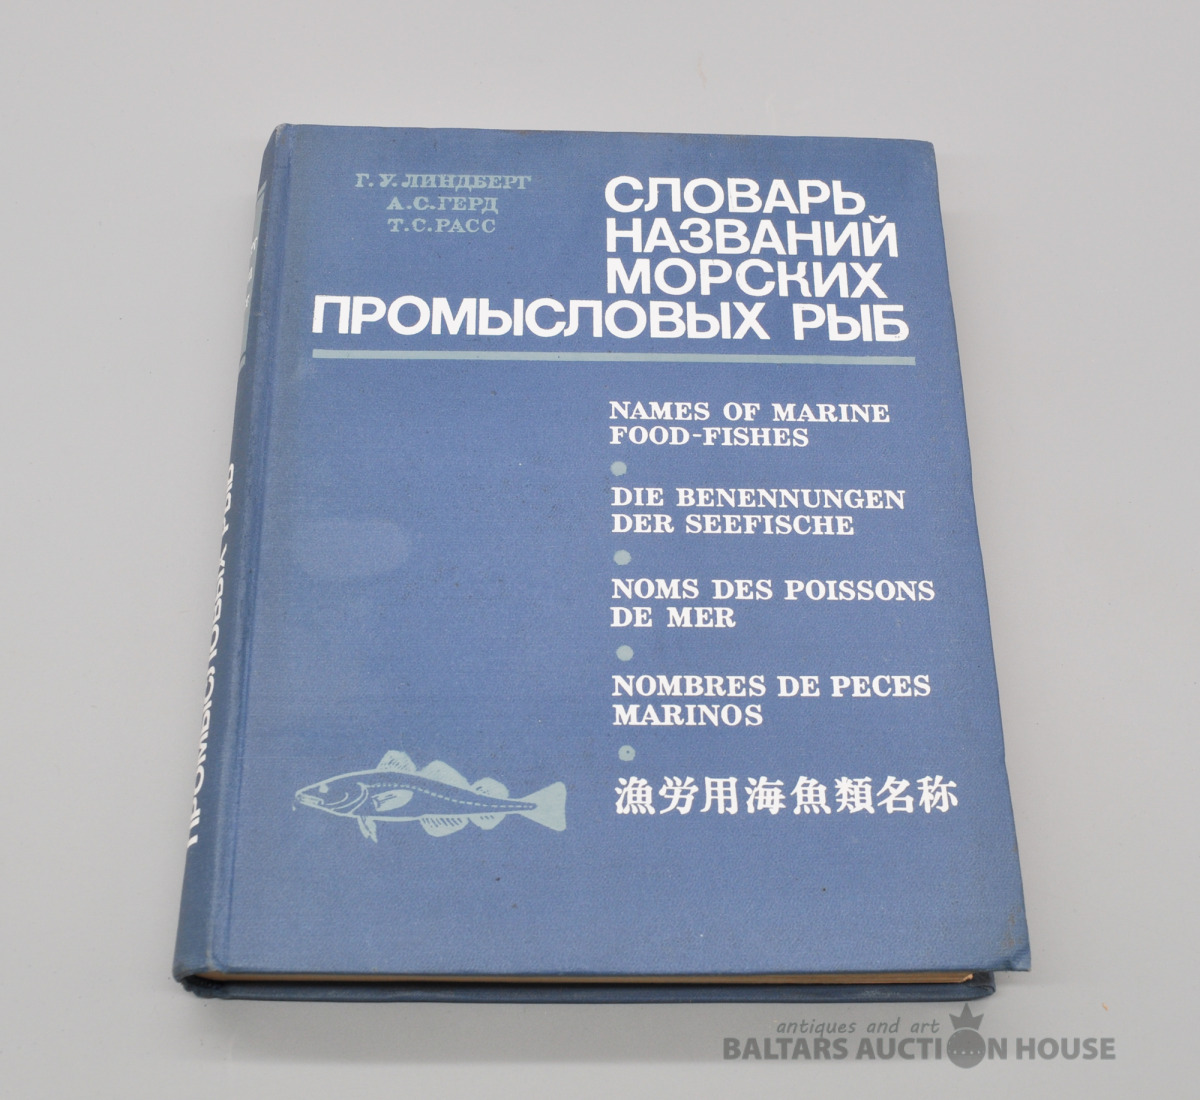 Г. У. ЛИНДБЕРГ
А. С. ГЕРД
Т. С. РАСС
СЛОВАРЬ
НАЗВАНИЙ
МОРСКИХ
ПРОМЫСЛОВЫХ РЫБ
NAMES OF MARINE
FOOD-FISHES
DIE BENENNUNGEN
DER SEEFISCHE
NOMS DES POISSONS
DE MER
NOMBRES DE PECES
MARINOS
漁労用海魚類名称
ПРОМЫСЛОВЫХ РЫБ
antiques and art
BALTARS AUCTION HOUSE